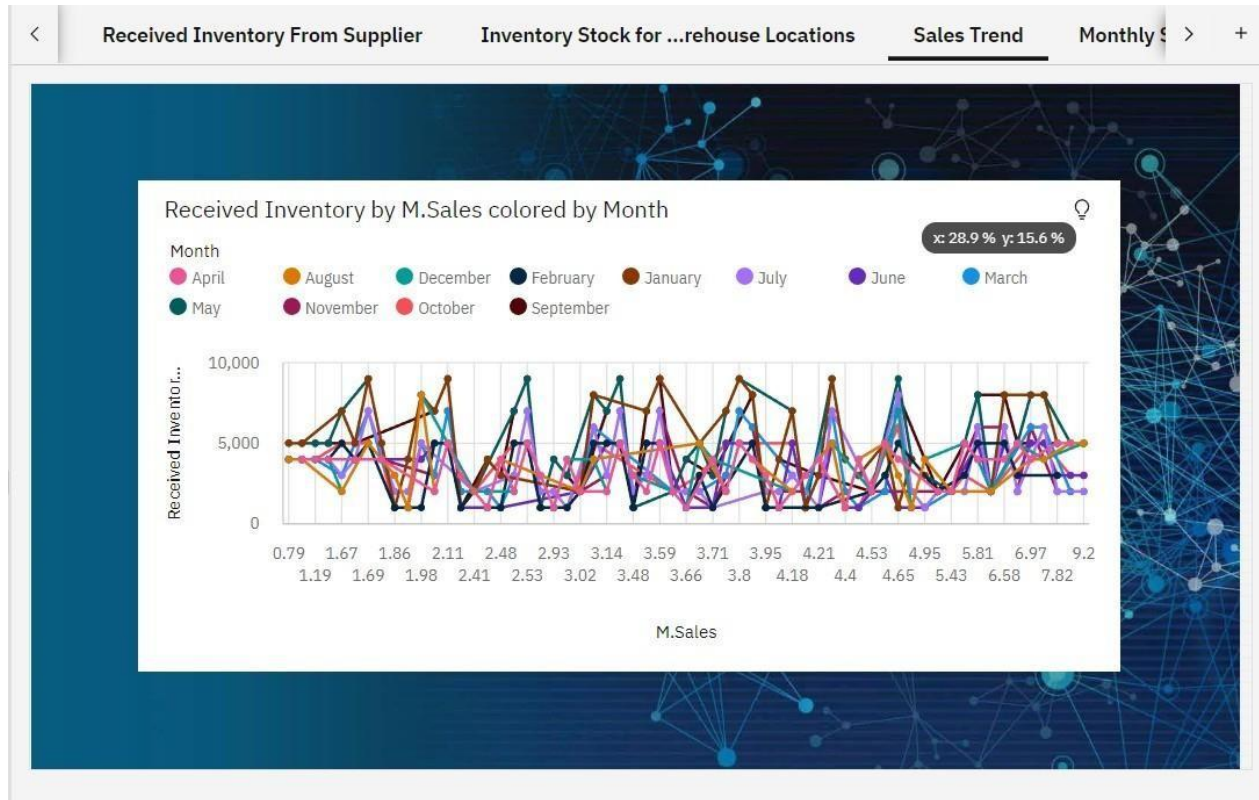 Received Inventory From Supplier Inventory Stock for ...rehouse Locations Sales Trend Monthly
Received Inventory by M.Sales colored by Month
x: 28.9 % y: 15.6 %
Month
April August December February January July June March
May November October September
Received Inventor...
10,000
5,000
0
0.79 1.67 1.86 2.11 2.48 2.93 3.14 3.59 3.71 3.95 4.21 4.53 4.95 5.81 6.97 9.2
1.19 1.69 1.98 2.41 2.53 3.02 3.48 3.66 3.8 4.18 4.4 4.65 5.43 6.58 7.82
M.Sales